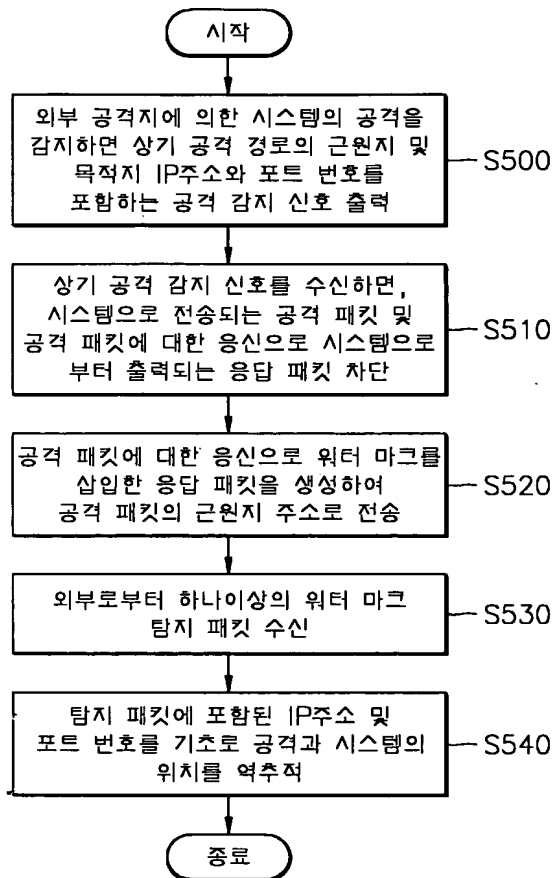 시작
외부 공격지에 의한 시스템의 공격을
감지하면 상기 공격 경로의 근원지 및
목적지 IP주소와 포트 번호를
포함하는 공격 감지 신호 출력
S500
상기 공격 감지 신호를 수신하면,
시스템으로 전송되는 공격 패킷 및
공격 패킷에 대한 응신으로 시스템으로
부터 출력되는 응답 패킷 차단
S510
공격 패킷에 대한 응신으로 워터 마크를
삽입한 응답 패킷을 생성하여
공격 패킷의 근원지 주소로 전송
S520
외부로부터 하나이상의 워터 마크
탐지 패킷 수신
S530
탐지 패킷에 포함된 IP주소 및
포트 번호를 기초로 공격과 시스템의
위치를 역추적
S540
종료